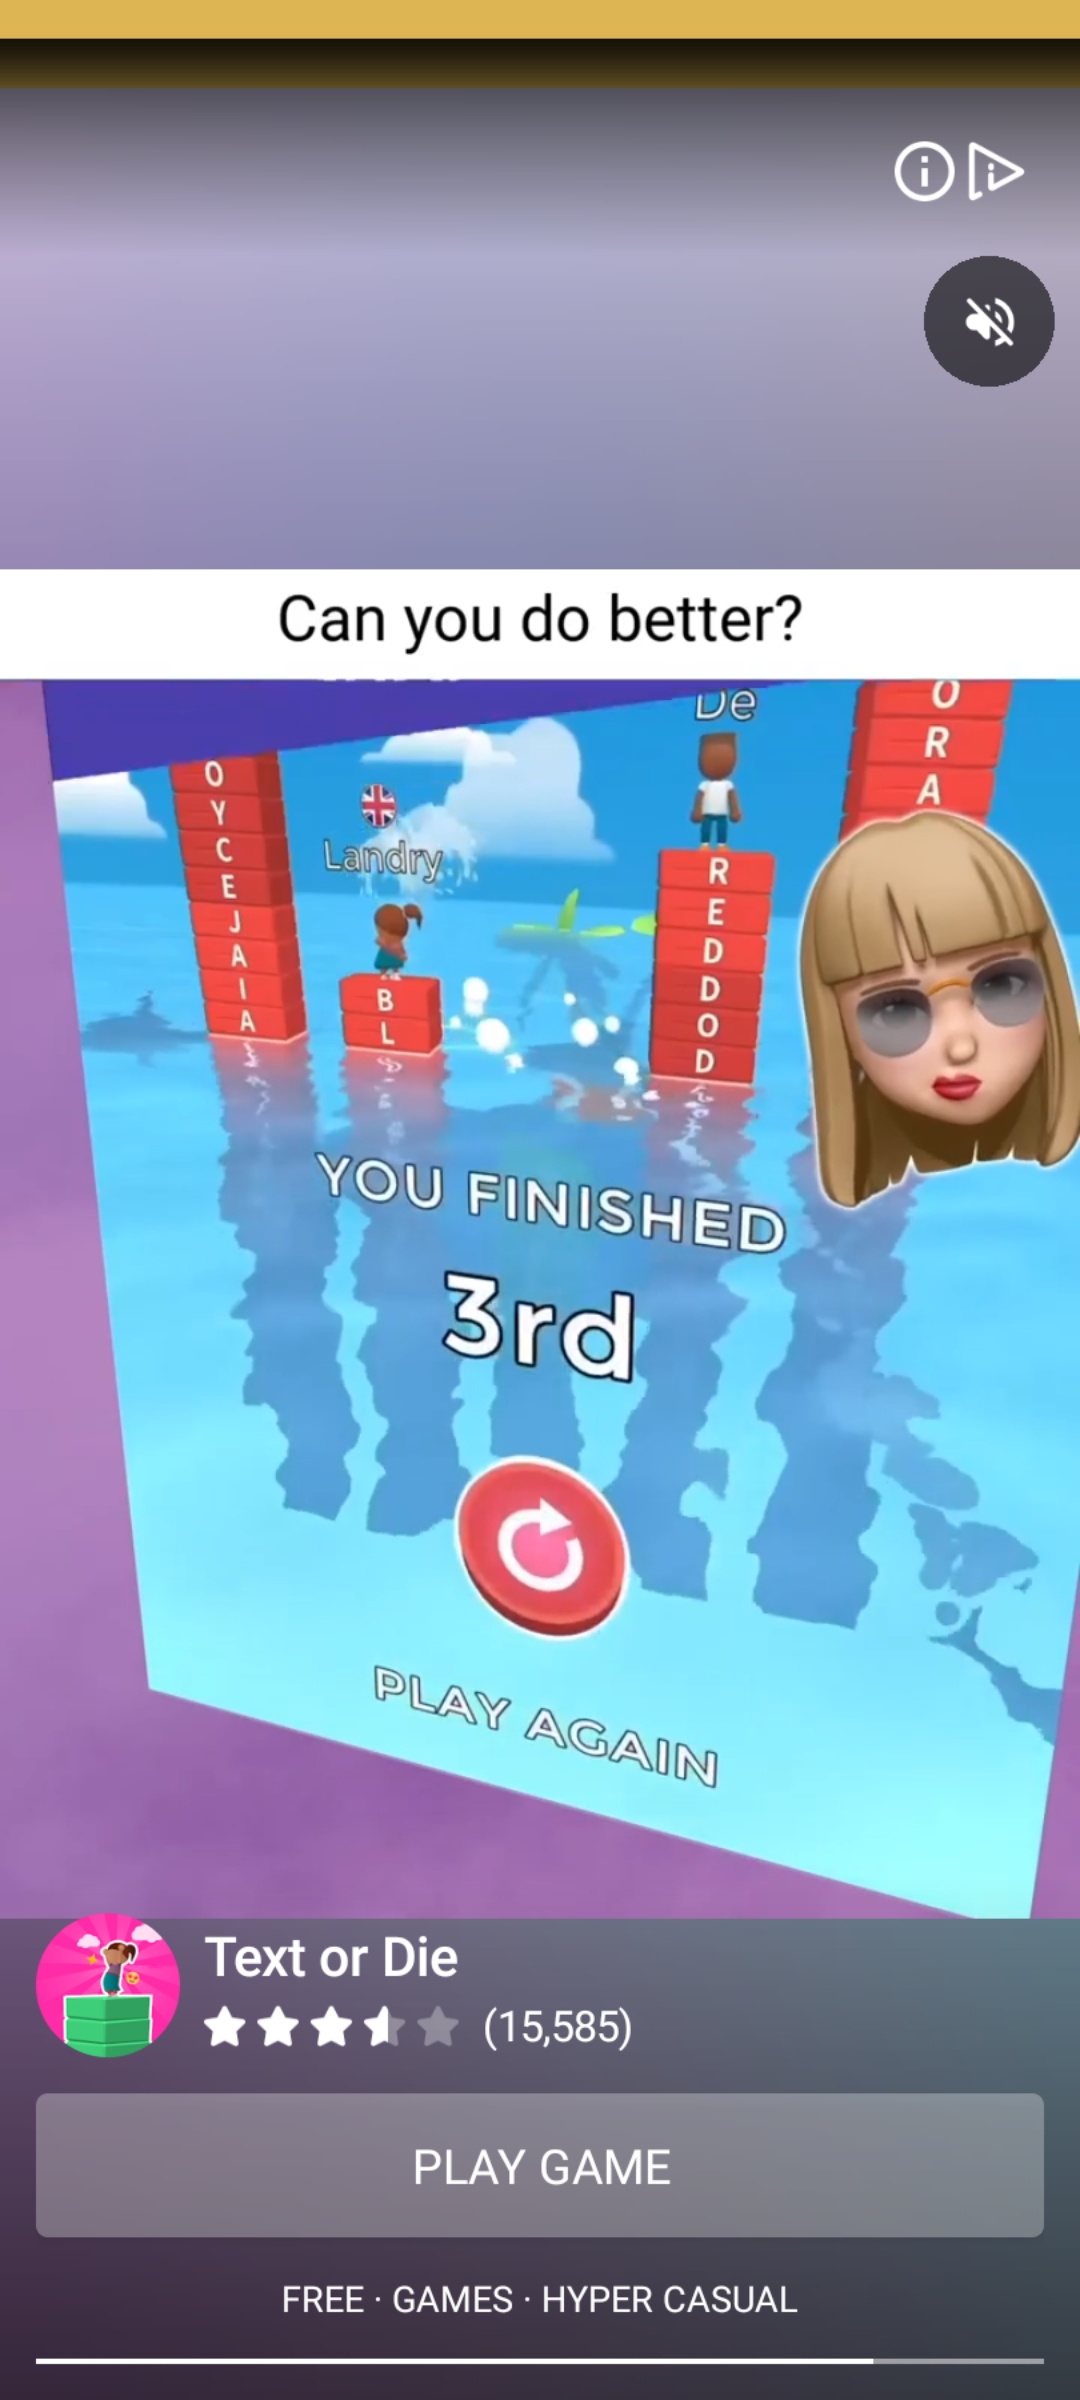 Can you do better?
De
Landry
O
Y
C
E
J
A
I
A
B
L
R
E
D
D
O
D
O
R
A
YOU FINISHED
3rd
PLAY AGAIN
Text or Die
(15,585)
PLAY GAME
FREE · GAMES · HYPER CASUAL